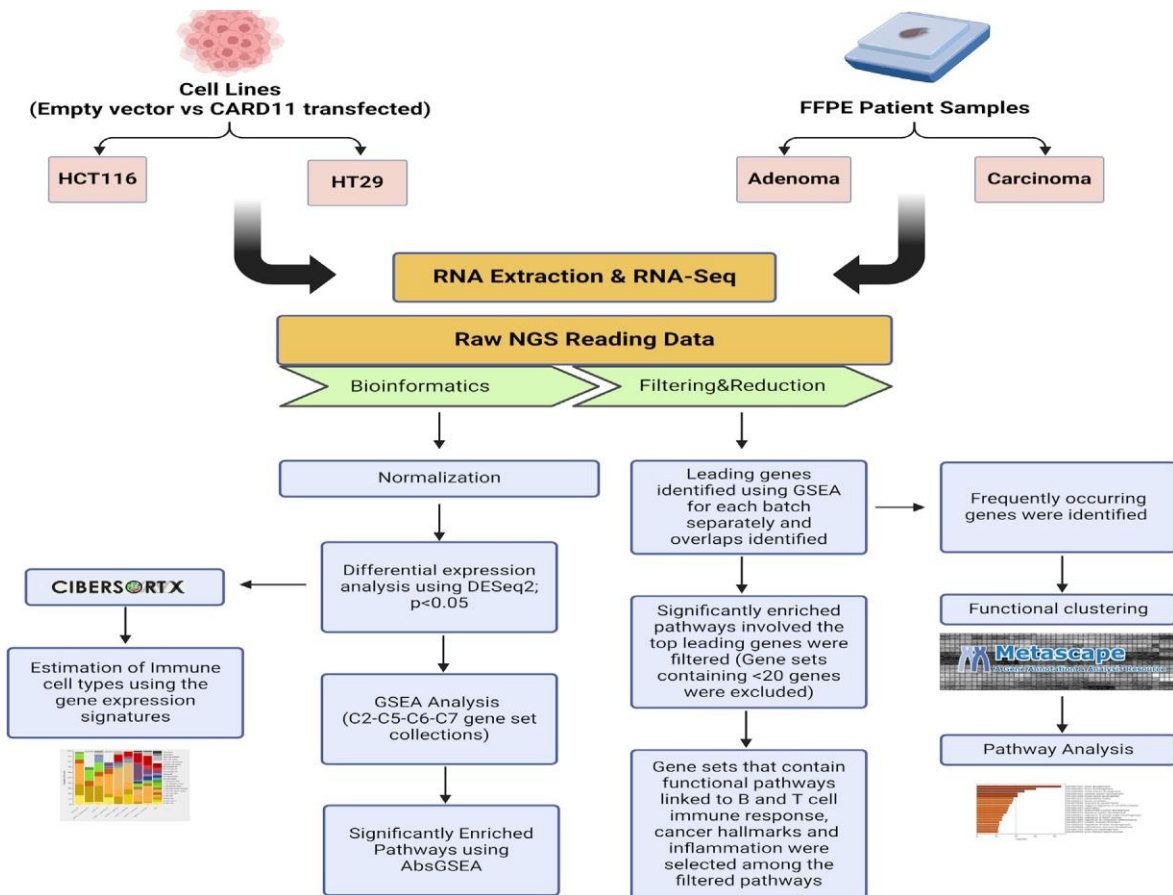 Cell Lines
(Empty vector vs CARD11 transfected)
HCT116
HT29
FFPE Patient Samples
Adenoma
Carcinoma
RNA Extraction & RNA-Seq
Raw NGS Reading Data
Bioinformatics
Filtering&Reduction
Normalization
Differential expression
analysis using DESeq2;
p<0.05
CIBERSORTX
Estimation of Immune
cell types using the
gene expression
signatures
GSEA Analysis
(C2-C5-C6-C7 gene set
collections)
Significantly Enriched
Pathways using
AbsGSEA
Leading genes
identified using GSEA
for each batch
separately and
overlaps identified
Significantly enriched
pathways involved the
top leading genes were
filtered (Gene sets
containing <20 genes
were excluded)
Gene sets that contain
functional pathways
linked to B and T cell
immune response,
cancer hallmarks and
inflammation were
selected among the
filtered pathways
Frequently occurring
genes were identified
Functional clustering
Metascape
A Gene Annotation & Analysis Resource
Pathway Analysis